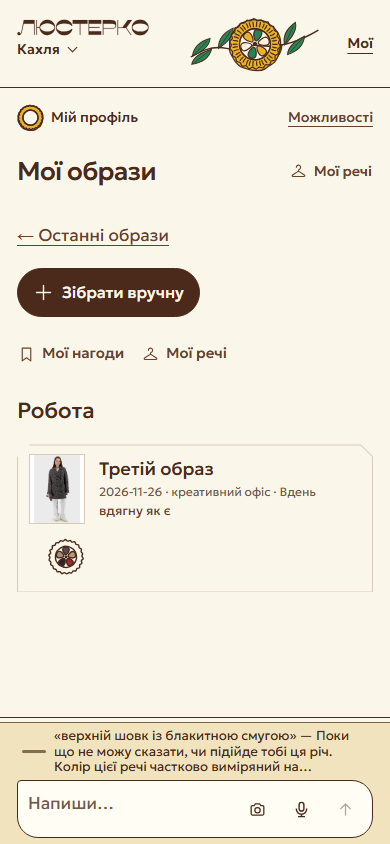 ЛЮСТЕРКО
Кахля
Мої
Мій профіль
Можливості
Мої образи
Мої речі
← Останні образи
Зібрати вручну
Мої нагоди
Мої речі
Робота
Третій образ
2026-11-26 · креативний офіс · Вдень
вдягну як є
«верхній шовк із блакитною смугою» — Поки
що не можу сказати, чи підійде тобі ця річ.
Колір цієї речі частково виміряний на…
Напиши…